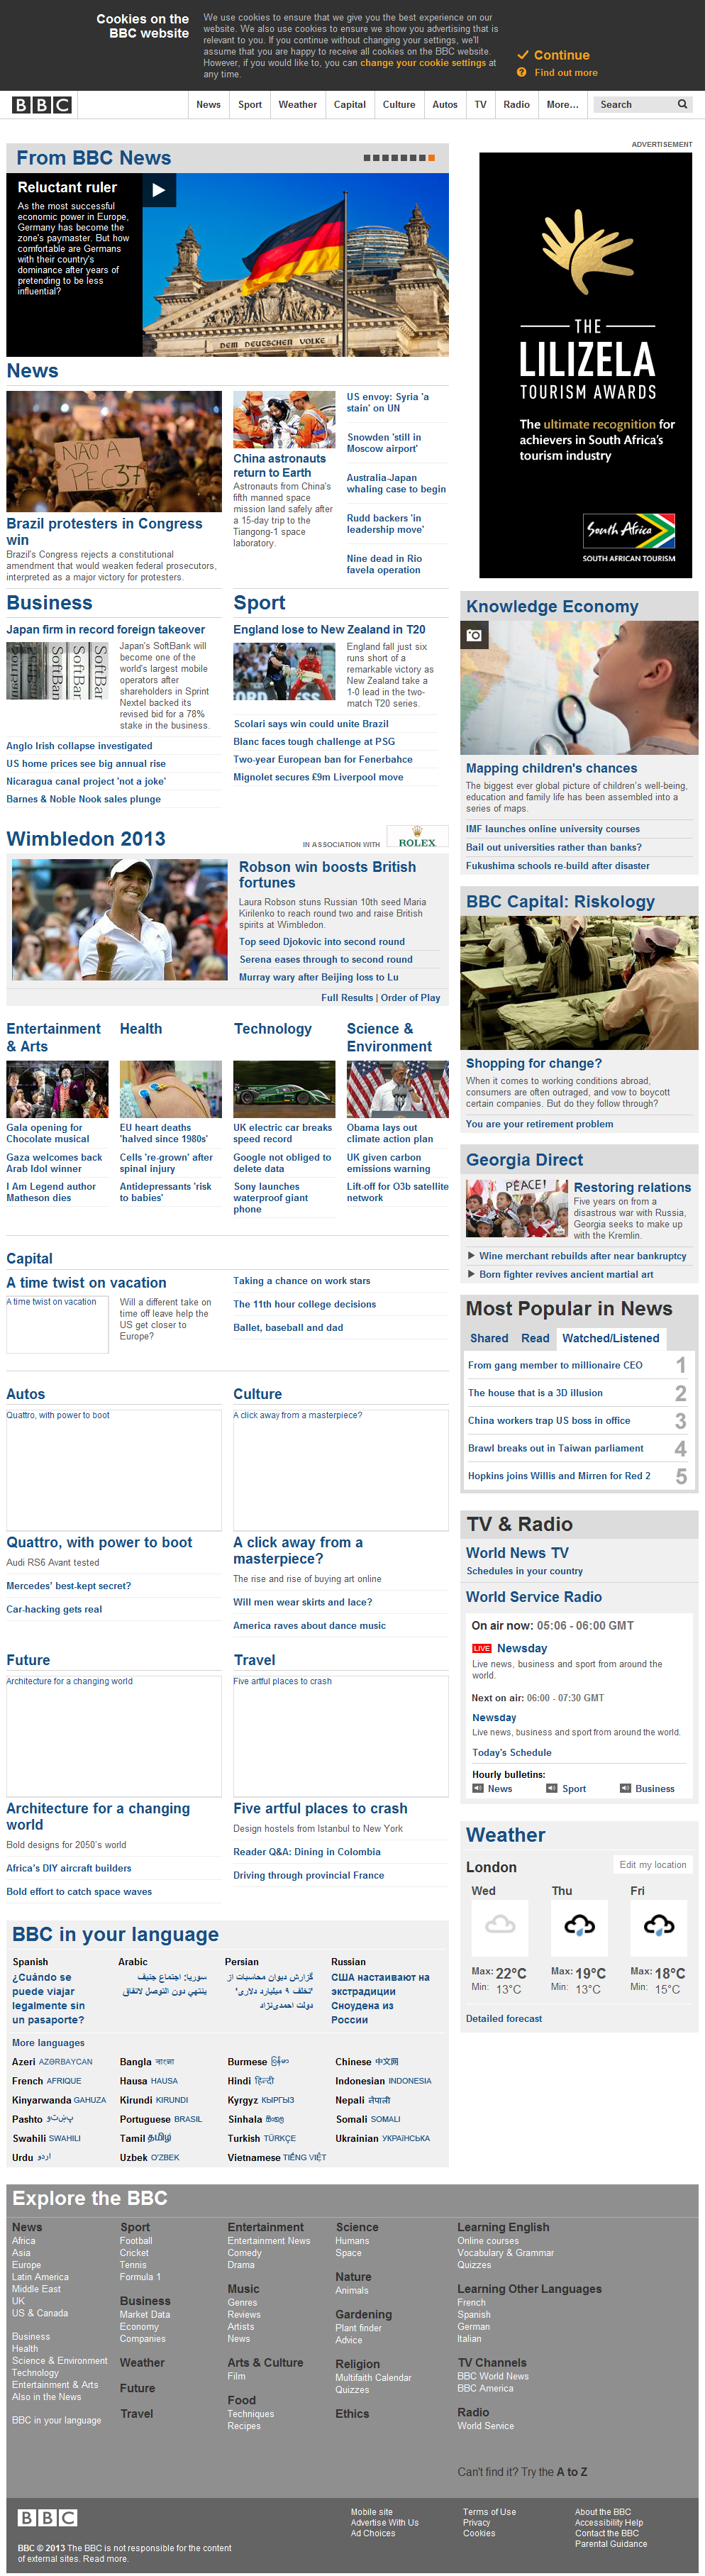 Cookies on the
BBC website
We use cookies to ensure that we give you the best experience on our
website. We also use cookies to ensure we show you advertising that is
relevant to you. If you continue without changing your settings, we'll
assume that you are happy to receive all cookies on the BBC website.
However, if you would like to, you can change your cookie settings at
any time.
Continue
Find out more
BBC
News Sport Weather Capital Culture Autos TV Radio More... Search
ADVERTISEMENT
From BBC News
Reluctant ruler
As the most successful
economic power in Europe,
Germany has become the
zone's paymaster. But how
comfortable are Germans
with their country's
dominance after years of
pretending to be less
influential?
DEM DEUTSCHEN VOLKE
THE
LILIZELA
TOURISM AWARDS
The ultimate recognition for
achievers in South Africa's
tourism industry
South Africa
SOUTH AFRICAN TOURISM
News
NÃO A
PEC 37
Brazil protesters in Congress
win
Brazil's Congress rejects a constitutional
amendment that would weaken federal prosecutors,
interpreted as a major victory for protesters.
China astronauts
return to Earth
Astronauts from China's
fifth manned space
mission land safely after
a 15-day trip to the
Tiangong-1 space
laboratory.
US envoy: Syria 'a
stain' on UN
Snowden 'still in
Moscow airport'
Australia-Japan
whaling case to begin
Rudd backers 'in
leadership move'
Nine dead in Rio
favela operation
Business
Japan firm in record foreign takeover
SoftBar
SoftBar
Japan's SoftBank will
become one of the
world's largest mobile
operators after
shareholders in Sprint
Nextel backed its
revised bid for a 78%
stake in the business.
Anglo Irish collapse investigated
US home prices see big annual rise
Nicaragua canal project 'not a joke'
Barnes & Noble Nook sales plunge
Sport
England lose to New Zealand in T20
England fall just six
runs short of a
remarkable victory as
New Zealand take a
1-0 lead in the two-
match T20 series.
Scolari says win could unite Brazil
Blanc faces tough challenge at PSG
Two-year European ban for Fenerbahce
Mignolet secures £9m Liverpool move
Knowledge Economy
Mapping children's chances
The biggest ever global picture of children's well-being,
education and family life has been assembled into a
series of maps.
IMF launches online university courses
Bail out universities rather than banks?
Fukushima schools re-build after disaster
Wimbledon 2013
IN ASSOCIATION WITH
ROLEX
Robson win boosts British
fortunes
Laura Robson stuns Russian 10th seed Maria
Kirilenko to reach round two and raise British
spirits at Wimbledon.
Top seed Djokovic into second round
Serena eases through to second round
Murray wary after Beijing loss to Lu
Full Results | Order of Play
BBC Capital: Riskology
Shopping for change?
When it comes to working conditions abroad,
consumers are often outraged, and vow to boycott
certain companies. But do they follow through?
You are your retirement problem
Entertainment
& Arts
Gala opening for
Chocolate musical
Gaza welcomes back
Arab Idol winner
I Am Legend author
Matheson dies
Health
EU heart deaths
'halved since 1980s'
Cells 're-grown' after
spinal injury
Antidepressants 'risk
to babies'
Technology
UK electric car breaks
speed record
Google not obliged to
delete data
Sony launches
waterproof giant
phone
Science &
Environment
Obama lays out
climate action plan
UK given carbon
emissions warning
Lift-off for O3b satellite
network
Georgia Direct
PEACE!
Restoring relations
Five years on from a
disastrous war with Russia,
Georgia seeks to make up
with the Kremlin.
Wine merchant rebuilds after near bankruptcy
Born fighter revives ancient martial art
Capital
A time twist on vacation
A time twist on vacation
Will a different take on
time off leave help the
US get closer to
Europe?
Taking a chance on work stars
The 11th hour college decisions
Ballet, baseball and dad
Most Popular in News
Shared Read Watched/Listened
From gang member to millionaire CEO 1
The house that is a 3D illusion 2
China workers trap US boss in office 3
Brawl breaks out in Taiwan parliament 4
Hopkins joins Willis and Mirren for Red 2 5
Autos
Quattro, with power to boot
Quattro, with power to boot
Audi RS6 Avant tested
Mercedes' best-kept secret?
Car-hacking gets real
Culture
A click away from a masterpiece?
A click away from a
masterpiece?
The rise and rise of buying art online
Will men wear skirts and lace?
America raves about dance music
TV & Radio
World News TV
Schedules in your country
World Service Radio
On air now: 05:06 - 06:00 GMT
LIVE Newsday
Live news, business and sport from around the
world.
Next on air: 06:00 - 07:30 GMT
Newsday
Live news, business and sport from around the world.
Today's Schedule
Hourly bulletins:
News Sport Business
Future
Architecture for a changing world
Architecture for a changing
world
Bold designs for 2050's world
Africa's DIY aircraft builders
Bold effort to catch space waves
Travel
Five artful places to crash
Five artful places to crash
Design hostels from Istanbul to New York
Reader Q&A: Dining in Colombia
Driving through provincial France
Weather
London
Edit my location
Wed Thu Fri
Max: 22°C Max: 19°C Max: 18°C
Min: 13°C Min: 13°C Min: 15°C
Detailed forecast
BBC in your language
Spanish
¿Cuándo se
puede viajar
legalmente sin
un pasaporte?
Arabic
سوريا: اجتماع جنيف
ينتهي دون التوصل لاتفاق
Persian
گزارش دیوان محاسبات از
'تخلف ۹ میلیارد دلاری'
دولت احمدی‌نژاد
Russian
США настаивают на
экстрадиции
Сноудена из
России
More languages
Azeri AZƏRBAYCAN Bangla বাংলা Burmese မြန်မာ Chinese 中文网
French AFRIQUE Hausa HAUSA Hindi हिन्दी Indonesian INDONESIA
Kinyarwanda GAHUZA Kirundi KIRUNDI Kyrgyz КЫРГЫЗ Nepali नेपाली
Pashto پښتو Portuguese BRASIL Sinhala සිංහල Somali SOMALI
Swahili SWAHILI Tamil தமிழ் Turkish TÜRKÇE Ukrainian УКРАЇНСЬКА
Urdu اردو Uzbek O'ZBEK Vietnamese TIẾNG VIỆT
Explore the BBC
News
Africa
Asia
Europe
Latin America
Middle East
UK
US & Canada
Business
Health
Science & Environment
Technology
Entertainment & Arts
Also in the News
BBC in your language
Sport
Football
Cricket
Tennis
Formula 1
Business
Market Data
Economy
Companies
Weather
Future
Travel
Entertainment
Entertainment News
Comedy
Drama
Music
Genres
Reviews
Artists
News
Arts & Culture
Film
Food
Techniques
Recipes
Science
Humans
Space
Nature
Animals
Gardening
Plant finder
Advice
Religion
Multifaith Calendar
Quizzes
Ethics
Learning English
Online courses
Vocabulary & Grammar
Quizzes
Learning Other Languages
French
Spanish
German
Italian
TV Channels
BBC World News
BBC America
Radio
World Service
Can't find it? Try the A to Z
BBC
BBC © 2013 The BBC is not responsible for the content
of external sites. Read more.
Mobile site
Advertise With Us
Ad Choices
Terms of Use
Privacy
Cookies
About the BBC
Accessibility Help
Contact the BBC
Parental Guidance